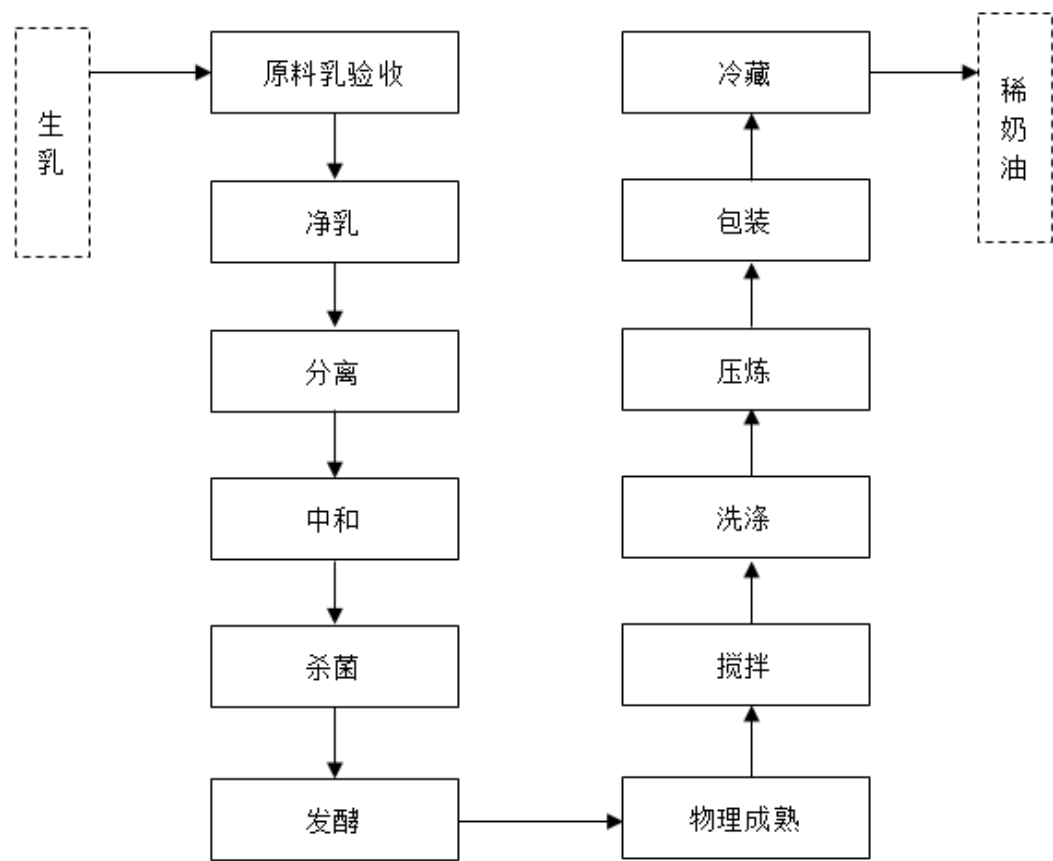 生乳
原料乳验收
净乳
分离
中和
杀菌
发酵
物理成熟
搅拌
洗涤
压炼
包装
冷藏
稀奶油